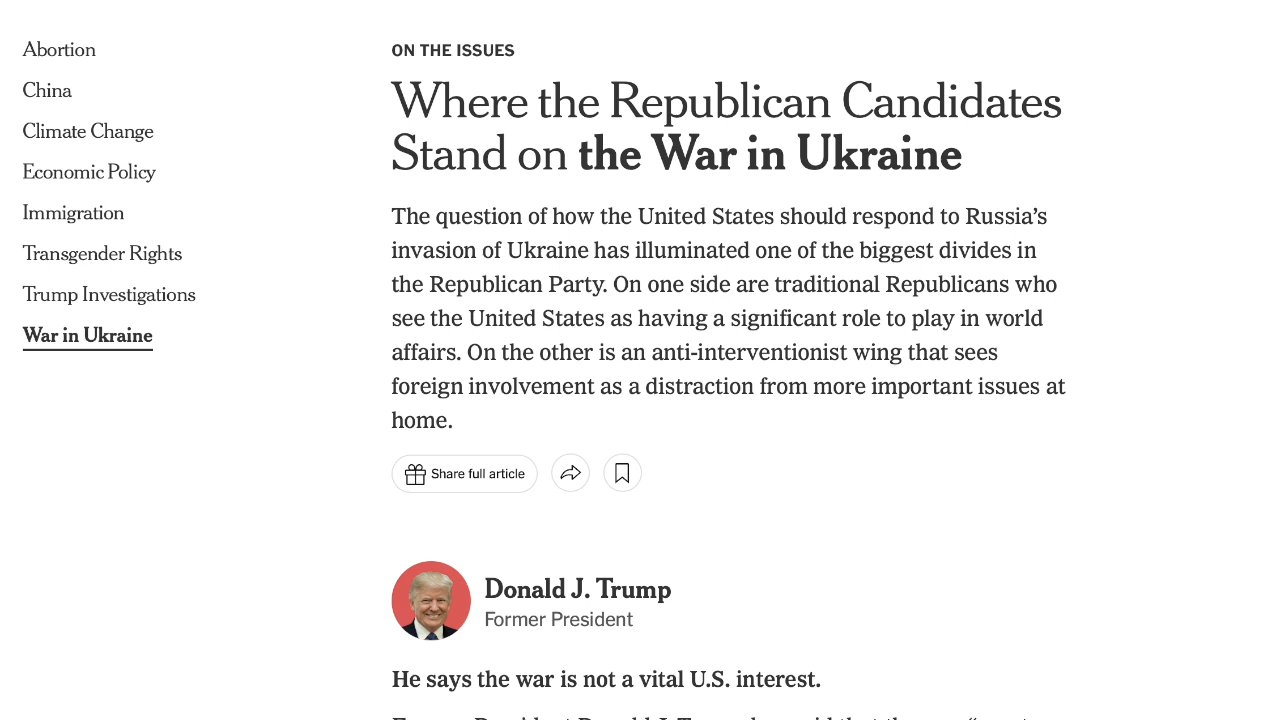 Abortion
China
Climate Change
Economic Policy
Immigration
Transgender Rights
Trump Investigations
War in Ukraine
ON THE ISSUES
Where the Republican Candidates
Stand on the War in Ukraine
The question of how the United States should respond to Russia’s
invasion of Ukraine has illuminated one of the biggest divides in
the Republican Party. On one side are traditional Republicans who
see the United States as having a significant role to play in world
affairs. On the other is an anti-interventionist wing that sees
foreign involvement as a distraction from more important issues at
home.
Share full article
Donald J. Trump
Former President
He says the war is not a vital U.S. interest.